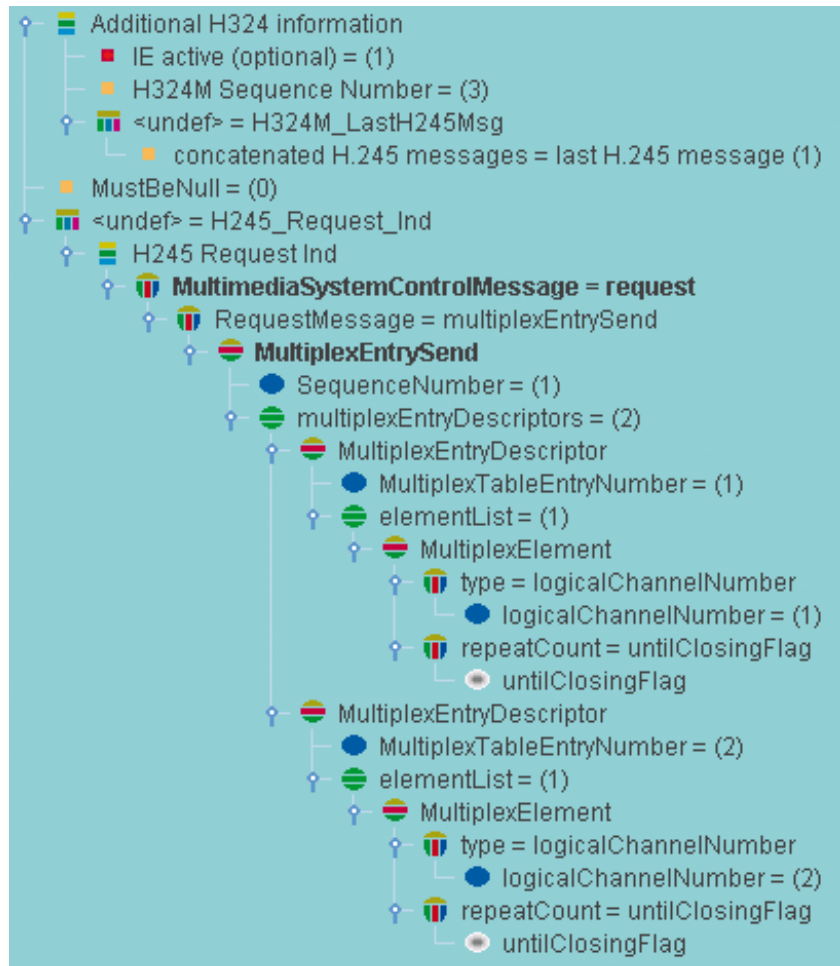 Additional H324 information
IE active (optional) = (1)
H324M Sequence Number = (3)
<undef> = H324M_LastH245Msg
concatenated H.245 messages = last H.245 message (1)
MustBeNull = (0)
<undef> = H245_Request_Ind
H245 Request Ind
MultimediaSystemControlMessage = request
RequestMessage = multiplexEntrySend
MultiplexEntrySend
SequenceNumber = (1)
multiplexEntryDescriptors = (2)
MultiplexEntryDescriptor
MultiplexTableEntryNumber = (1)
elementList = (1)
MultiplexElement
type = logicalChannelNumber
logicalChannelNumber = (1)
repeatCount = untilClosingFlag
untilClosingFlag
MultiplexEntryDescriptor
MultiplexTableEntryNumber = (2)
elementList = (1)
MultiplexElement
type = logicalChannelNumber
logicalChannelNumber = (2)
repeatCount = untilClosingFlag
untilClosingFlag